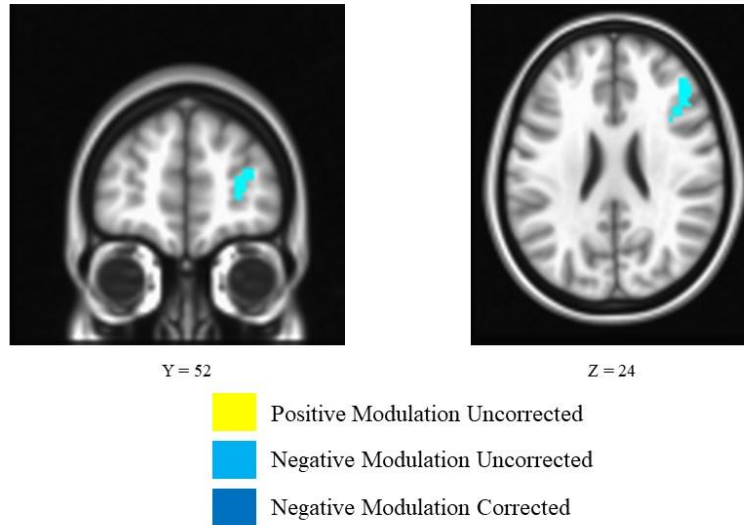 Y = 52
Z = 24
Positive Modulation Uncorrected
Negative Modulation Uncorrected
Negative Modulation Corrected